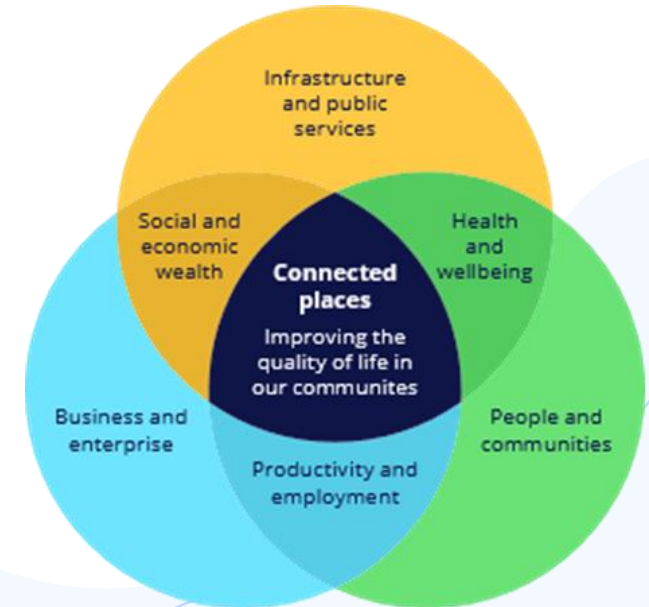 Infrastructure
and public
services
Social and
economic
wealth
Health
and
wellbeing
Connected
places
Improving the
quality of life in
our communites
Business and
enterprise
People and
communities
Productivity and
employment